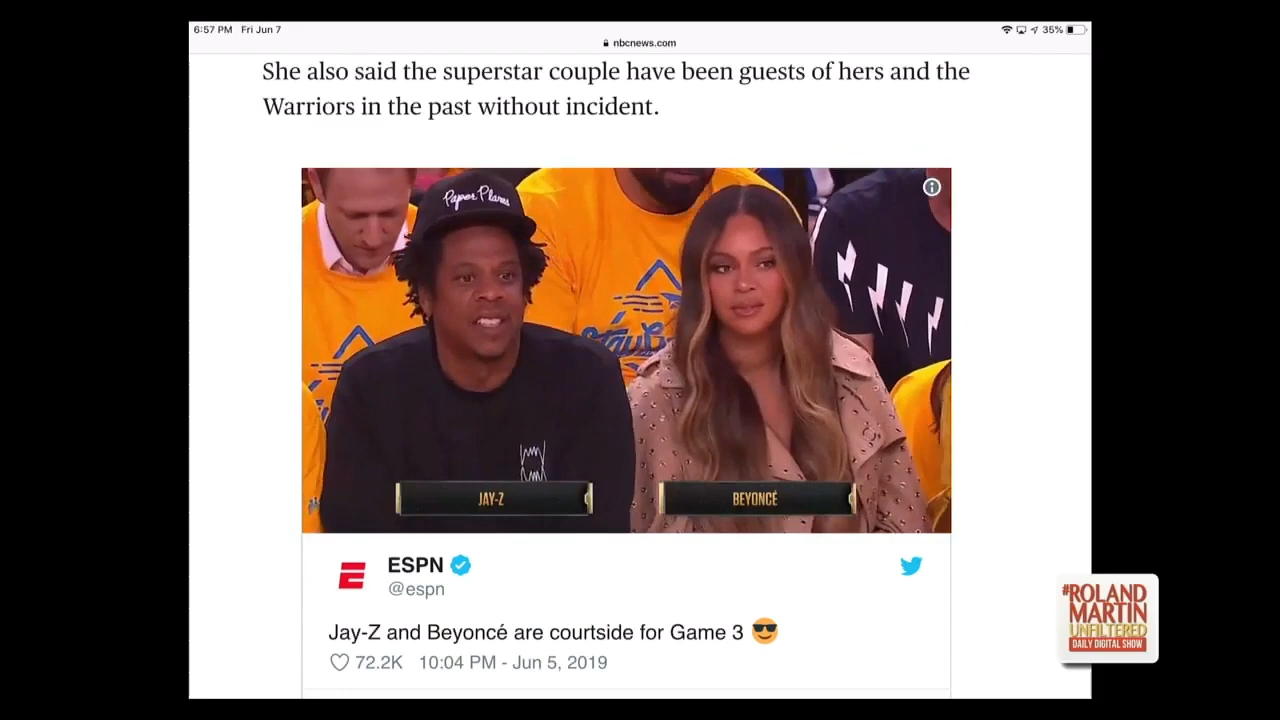 6:57 PM Fri Jun 7
35%
nbcnews.com
She also said the superstar couple have been guests of hers and the
Warriors in the past without incident.
Paper Planes
JAY-Z
BEYONCÉ
ESPN
@espn
Jay-Z and Beyoncé are courtside for Game 3
72.2K 10:04 PM - Jun 5, 2019
#ROLAND
MARTIN
UNFILTERED
DAILY DIGITAL SHOW